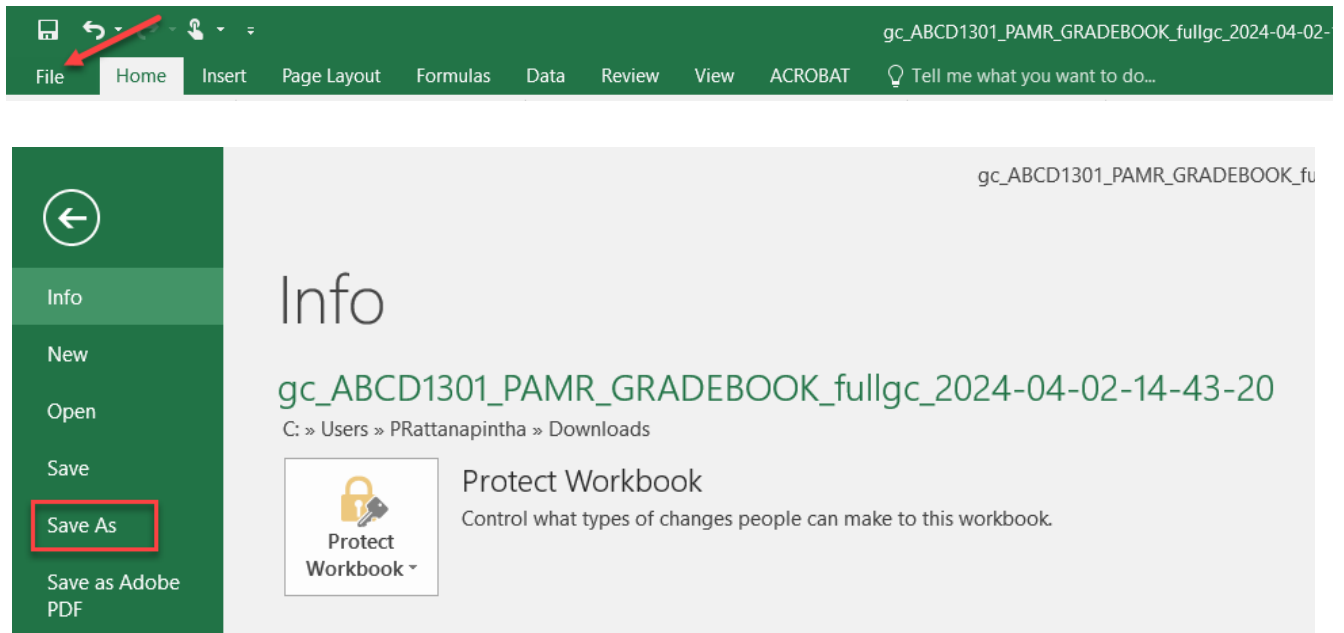 gc_ABCD1301_PAMR_GRADEBOOK_fullgc_2024-04-02-
File Home Insert Page Layout Formulas Data Review View ACROBAT Tell me what you want to do...
gc_ABCD1301_PAMR_GRADEBOOK_fu
Info
New
Open
Save
Save As
Save as Adobe
PDF
Info
gc_ABCD1301_PAMR_GRADEBOOK_fullgc_2024-04-02-14-43-20
C: » Users » PRattanapintha » Downloads
Protect
Workbook
Protect Workbook
Control what types of changes people can make to this workbook.